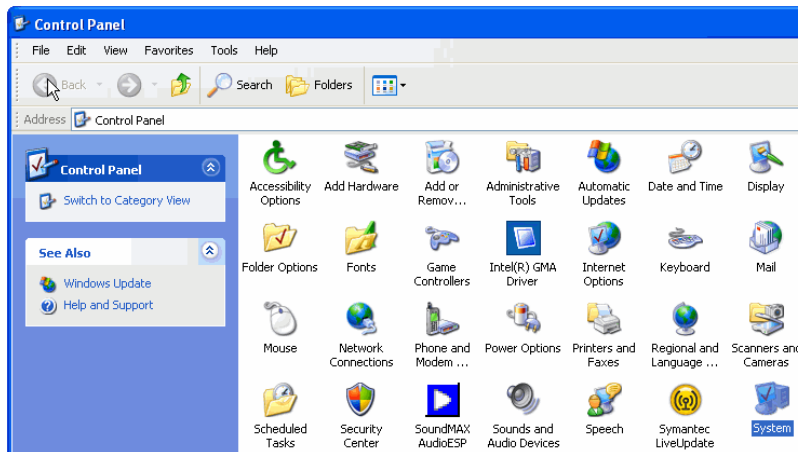 Control Panel
File Edit View Favorites Tools Help
Back Search Folders
Address Control Panel
Control Panel
Switch to Category View
See Also
Windows Update
Help and Support
Accessibility Options
Add Hardware
Add or Remov...
Administrative Tools
Automatic Updates
Date and Time
Display
Folder Options
Fonts
Game Controllers
Intel(R) GMA Driver
Internet Options
Keyboard
Mail
Mouse
Network Connections
Phone and Modem ...
Power Options
Printers and Faxes
Regional and Language ...
Scanners and Cameras
Scheduled Tasks
Security Center
SoundMAX AudioESP
Sounds and Audio Devices
Speech
Symantec LiveUpdate
System